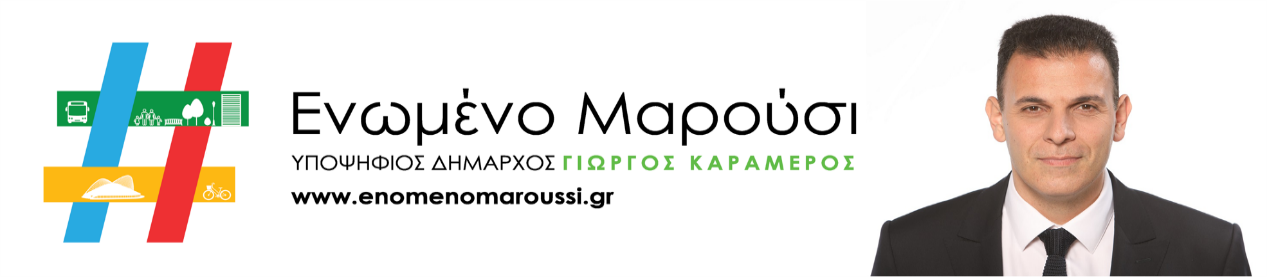 Ενωμένο Μαρούσι
ΥΠΟΨΗΦΙΟΣ ΔΗΜΑΡΧΟΣ ΓΙΩΡΓΟΣ ΚΑΡΑΜΕΡΟΣ
www.enomenomaroussi.gr